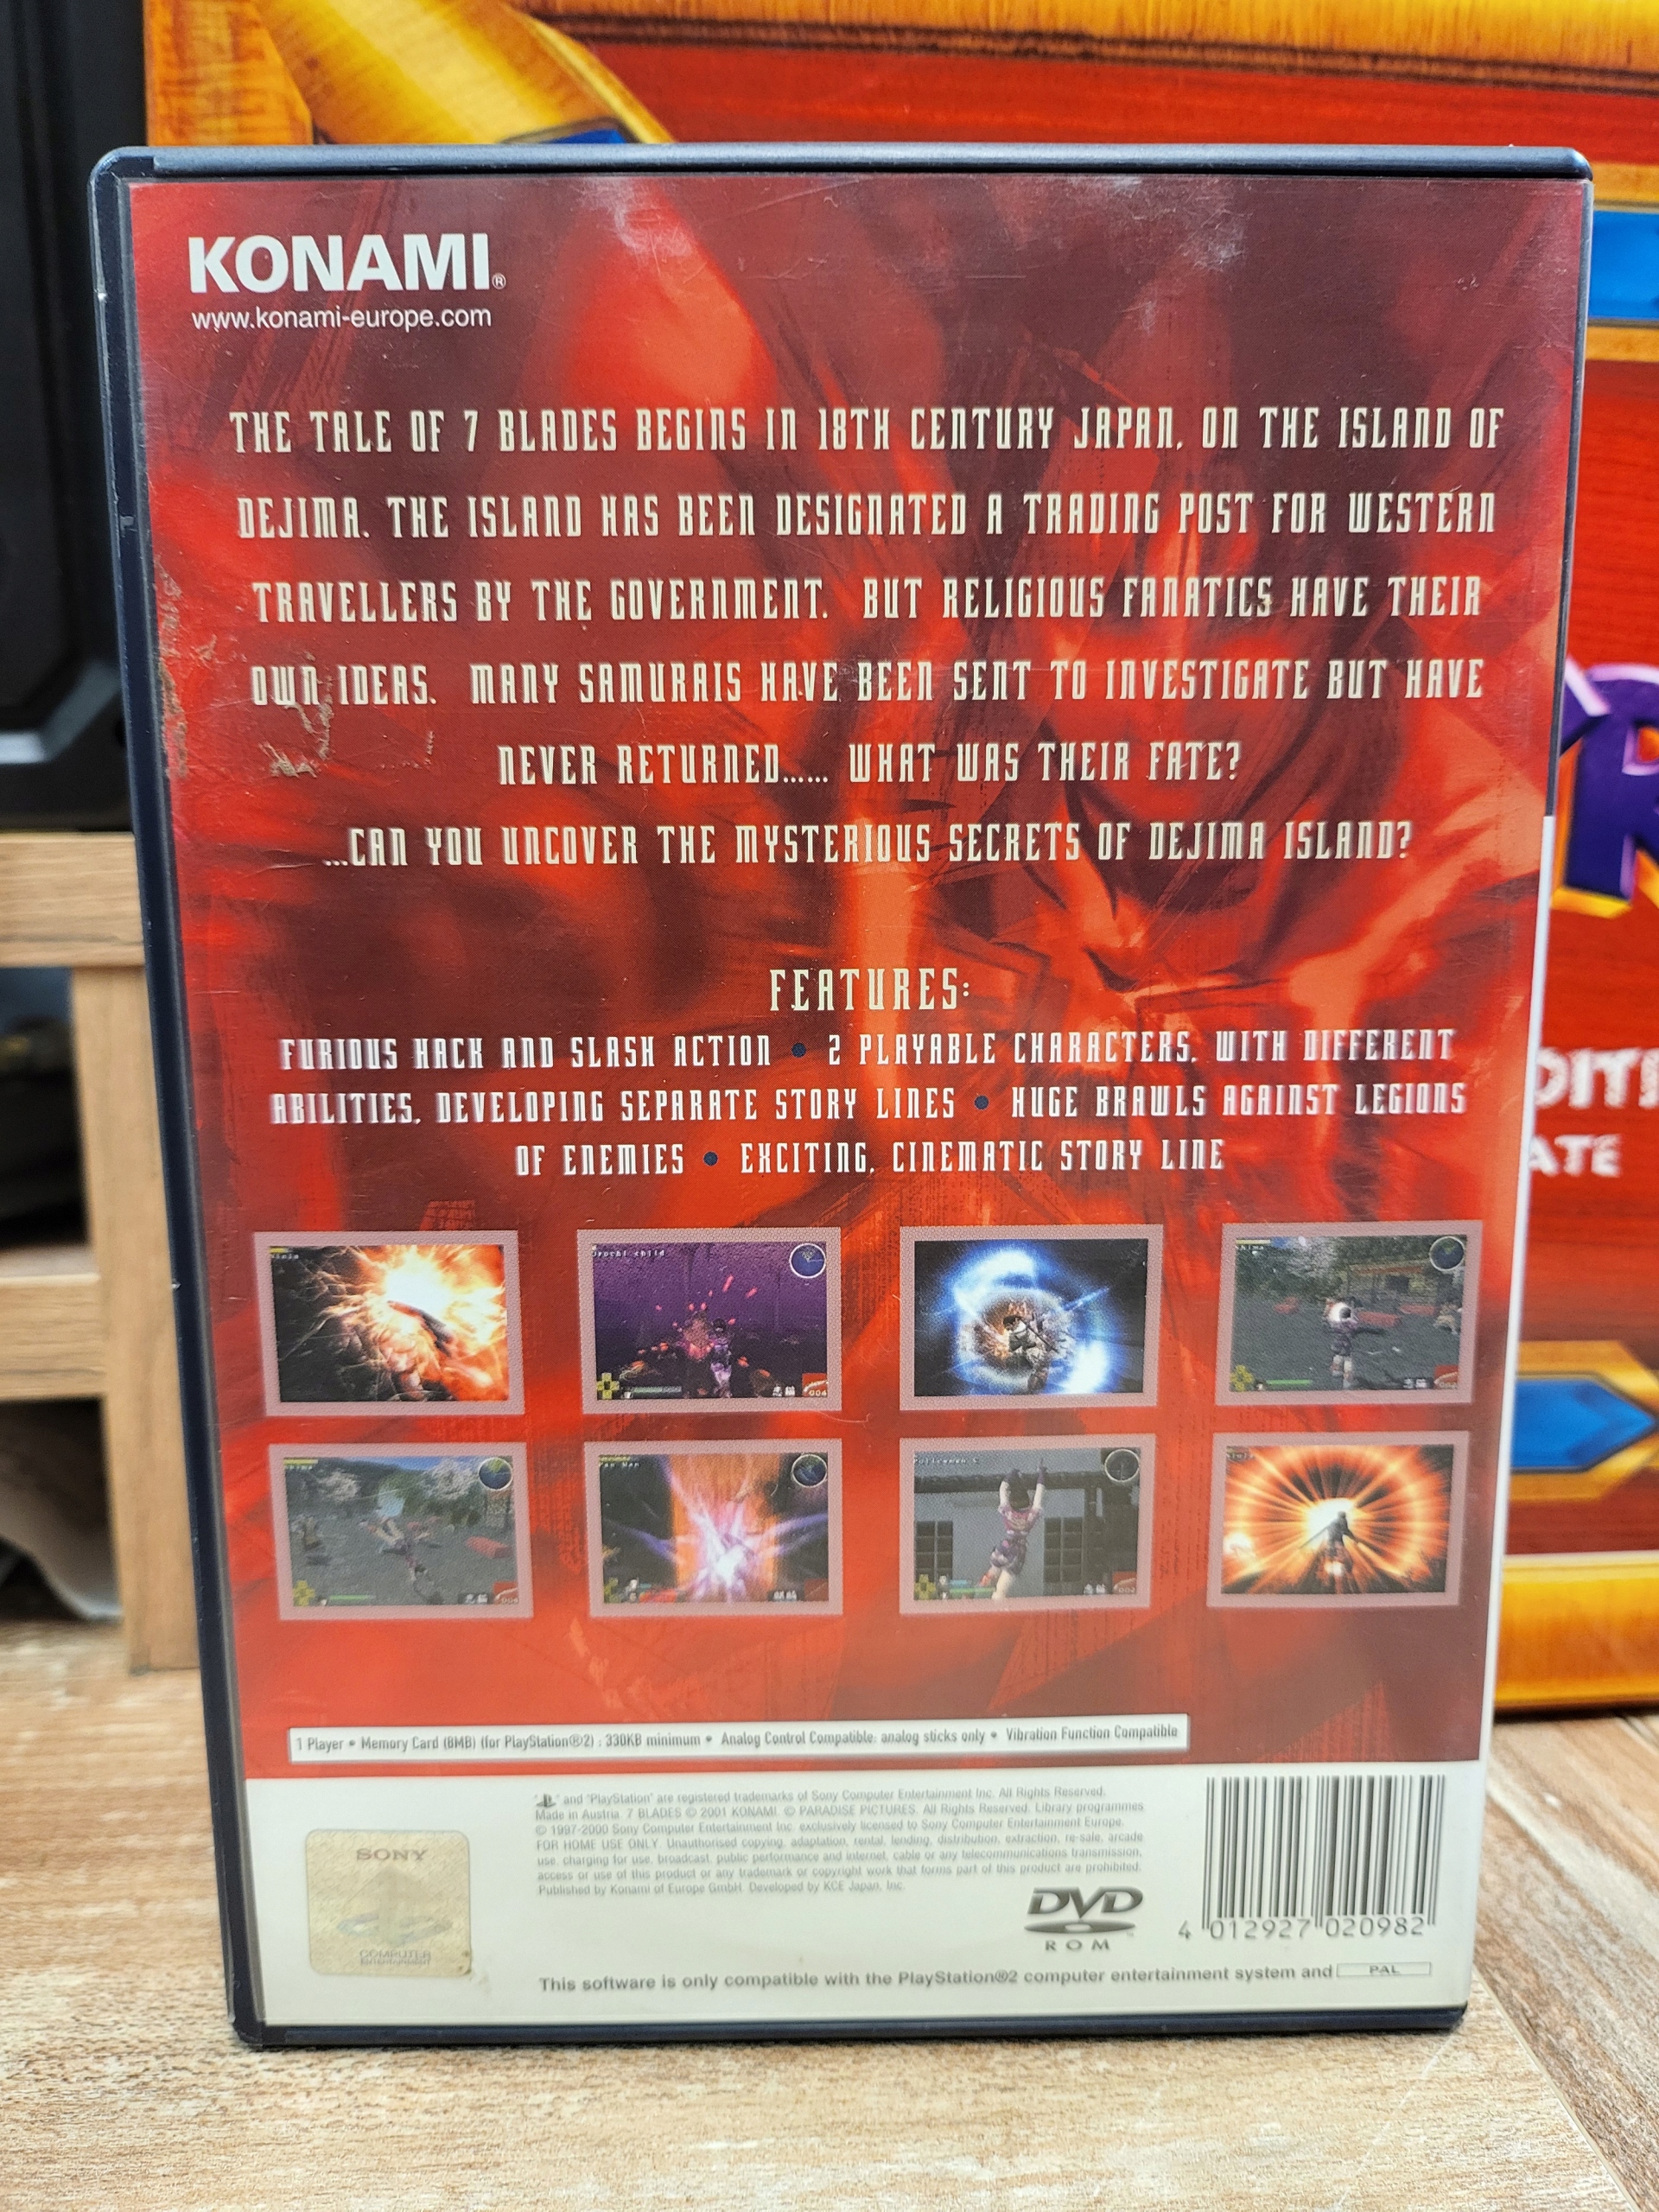 KONAMI®
www.konami-europe.com
THE TALE OF 7 BLADES BEGINS IN 18TH CENTURY JAPAN, ON THE ISLAND OF
DEJIMA. THE ISLAND HAS BEEN DESIGNATED A TRADING POST FOR WESTERN
TRAVELLERS BY THE GOVERNMENT. BUT RELIGIOUS FANATICS HAVE THEIR
OWN IDEAS. MANY SAMURAIS HAVE BEEN SENT TO INVESTIGATE BUT HAVE
NEVER RETURNED...... WHAT WAS THEIR FATE?
...CAN YOU UNCOVER THE MYSTERIOUS SECRETS OF DEJIMA ISLAND?
FEATURES:
FURIOUS HACK AND SLASH ACTION • 2 PLAYABLE CHARACTERS, WITH DIFFERENT
ABILITIES, DEVELOPING SEPARATE STORY LINES • HUGE BRAWLS AGAINST LEGIONS
OF ENEMIES • EXCITING, CINEMATIC STORY LINE
Ninja
Orochi child
Policeman
1 Player • Memory Card (8MB) (for PlayStation®2) : 330KB minimum • Analog Control Compatible: analog sticks only • Vibration Function Compatible
" " and "PlayStation" are registered trademarks of Sony Computer Entertainment Inc. All Rights Reserved.
Made in Austria. 7 BLADES © 2001 KONAMI. © PARADISE PICTURES. All Rights Reserved. Library programmes
© 1997-2000 Sony Computer Entertainment Inc. exclusively licensed to Sony Computer Entertainment Europe.
FOR HOME USE ONLY. Unauthorised copying, adaptation, rental, lending, distribution, extraction, re-sale, arcade
use, charging for use, broadcast, public performance and internet, cable or any telecommunications transmission,
access or use of this product or any trademark or copyright work that forms part of this product are prohibited.
Published by Konami of Europe GmbH. Developed by KCE Japan, Inc.
SONY
COMPUTER
ENTERTAINMENT
DVD
ROM
4 012927 020982
This software is only compatible with the PlayStation®2 computer entertainment system and PAL
R
DITI
ATE